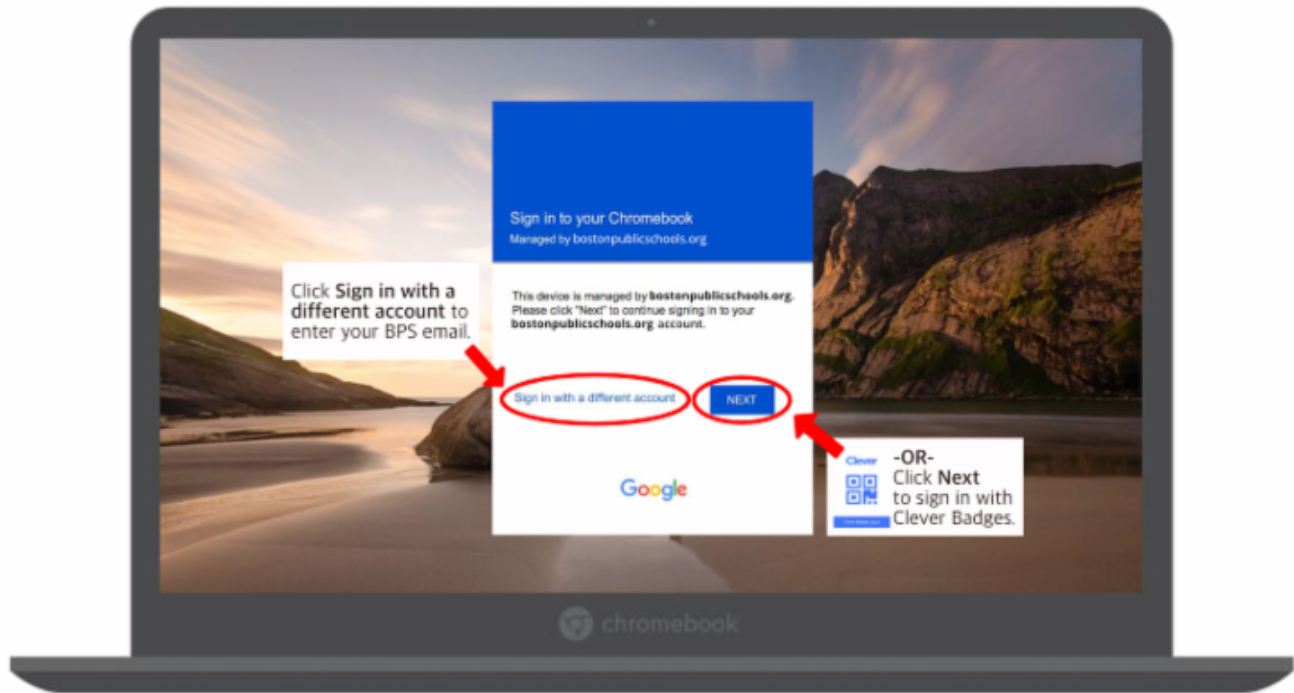 Sign in to your Chromebook
Managed by bostonpublicschools.org
This device is managed by bostonpublicschools.org.
Please click "Next" to continue signing in to your
bostonpublicschools.org account.
Click Sign in with a
different account to
enter your BPS email.
Sign in with a different account
NEXT
Google
Clever
-OR-
Click Next
to sign in with
Clever Badges.
chromebook